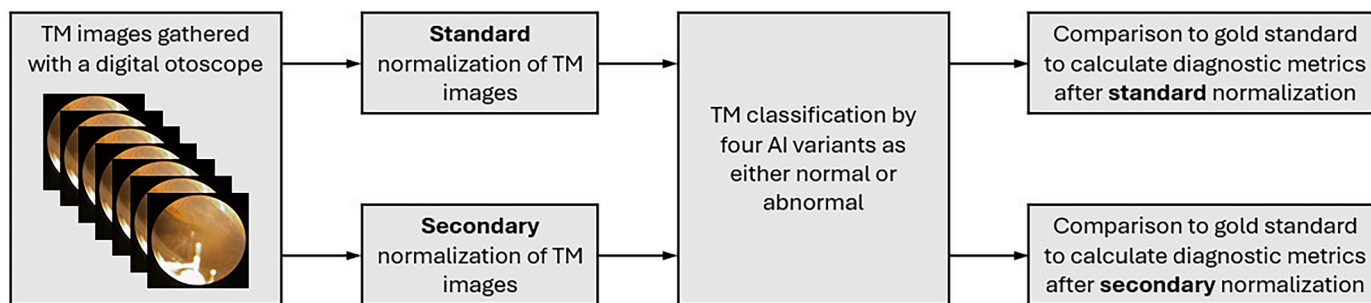 TM images gathered
with a digital otoscope
Standard
normalization of TM
images
Secondary
normalization of TM
images
TM classification by
four AI variants as
either normal or
abnormal
Comparison to gold standard
to calculate diagnostic metrics
after standard normalization
Comparison to gold standard
to calculate diagnostic metrics
after secondary normalization